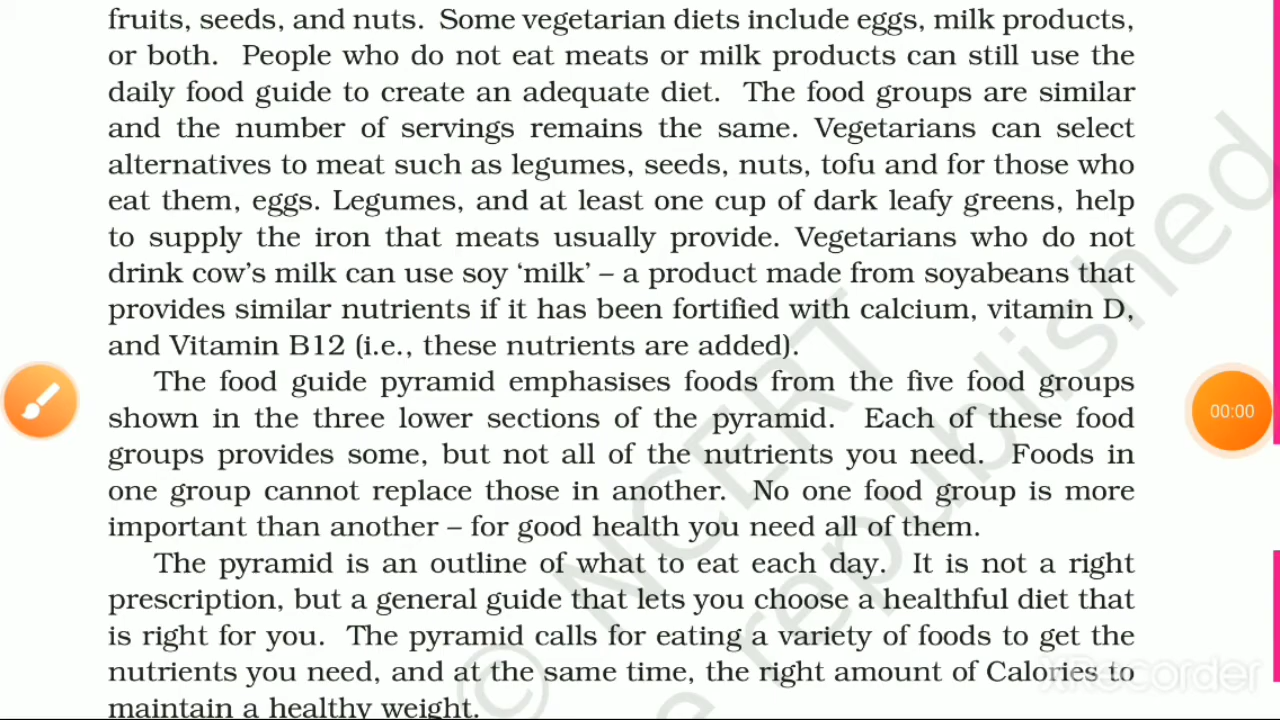 fruits, seeds, and nuts. Some vegetarian diets include eggs, milk products,
or both. People who do not eat meats or milk products can still use the
daily food guide to create an adequate diet. The food groups are similar
and the number of servings remains the same. Vegetarians can select
alternatives to meat such as legumes, seeds, nuts, tofu and for those who
eat them, eggs. Legumes, and at least one cup of dark leafy greens, help
to supply the iron that meats usually provide. Vegetarians who do not
drink cow's milk can use soy ‘milk’ – a product made from soyabeans that
provides similar nutrients if it has been fortified with calcium, vitamin D,
and Vitamin B12 (i.e., these nutrients are added).
The food guide pyramid emphasises foods from the five food groups
shown in the three lower sections of the pyramid. Each of these food
groups provides some, but not all of the nutrients you need. Foods in
one group cannot replace those in another. No one food group is more
important than another – for good health you need all of them.
The pyramid is an outline of what to eat each day. It is not a right
prescription, but a general guide that lets you choose a healthful diet that
is right for you. The pyramid calls for eating a variety of foods to get the
nutrients you need, and at the same time, the right amount of Calories to
maintain a healthy weight.
00:00
© NCERT
republished
XRecorder